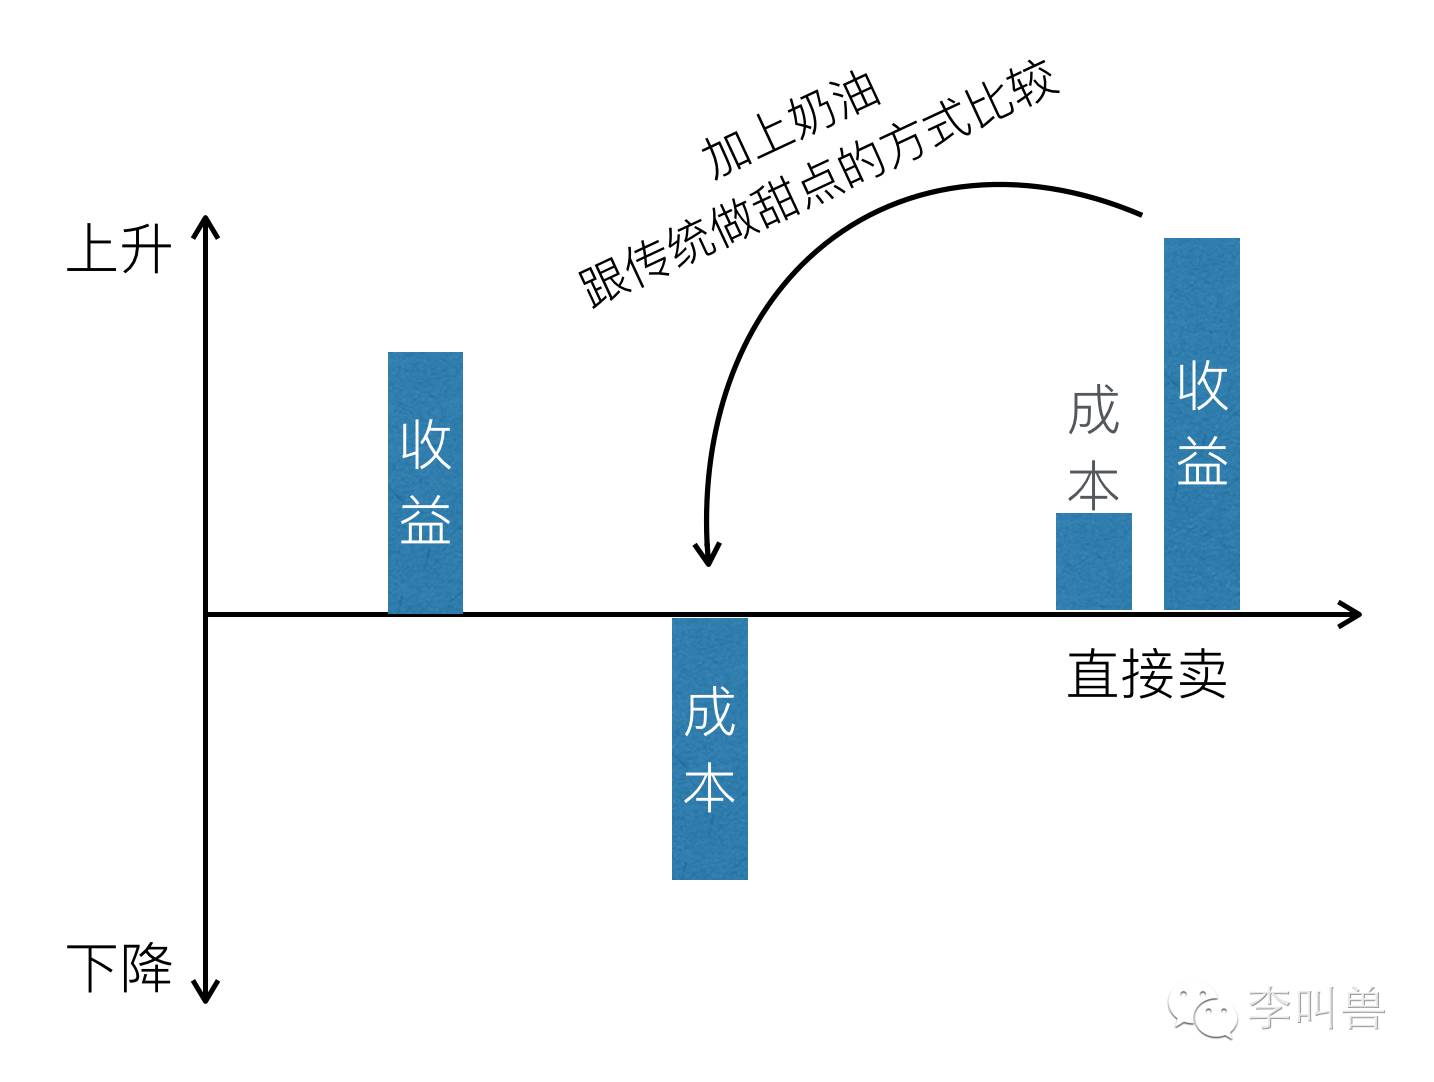 加上奶油
跟传统做甜点的方式比较
上升
收益
成本
收益
成本
直接卖
下降
李叫兽